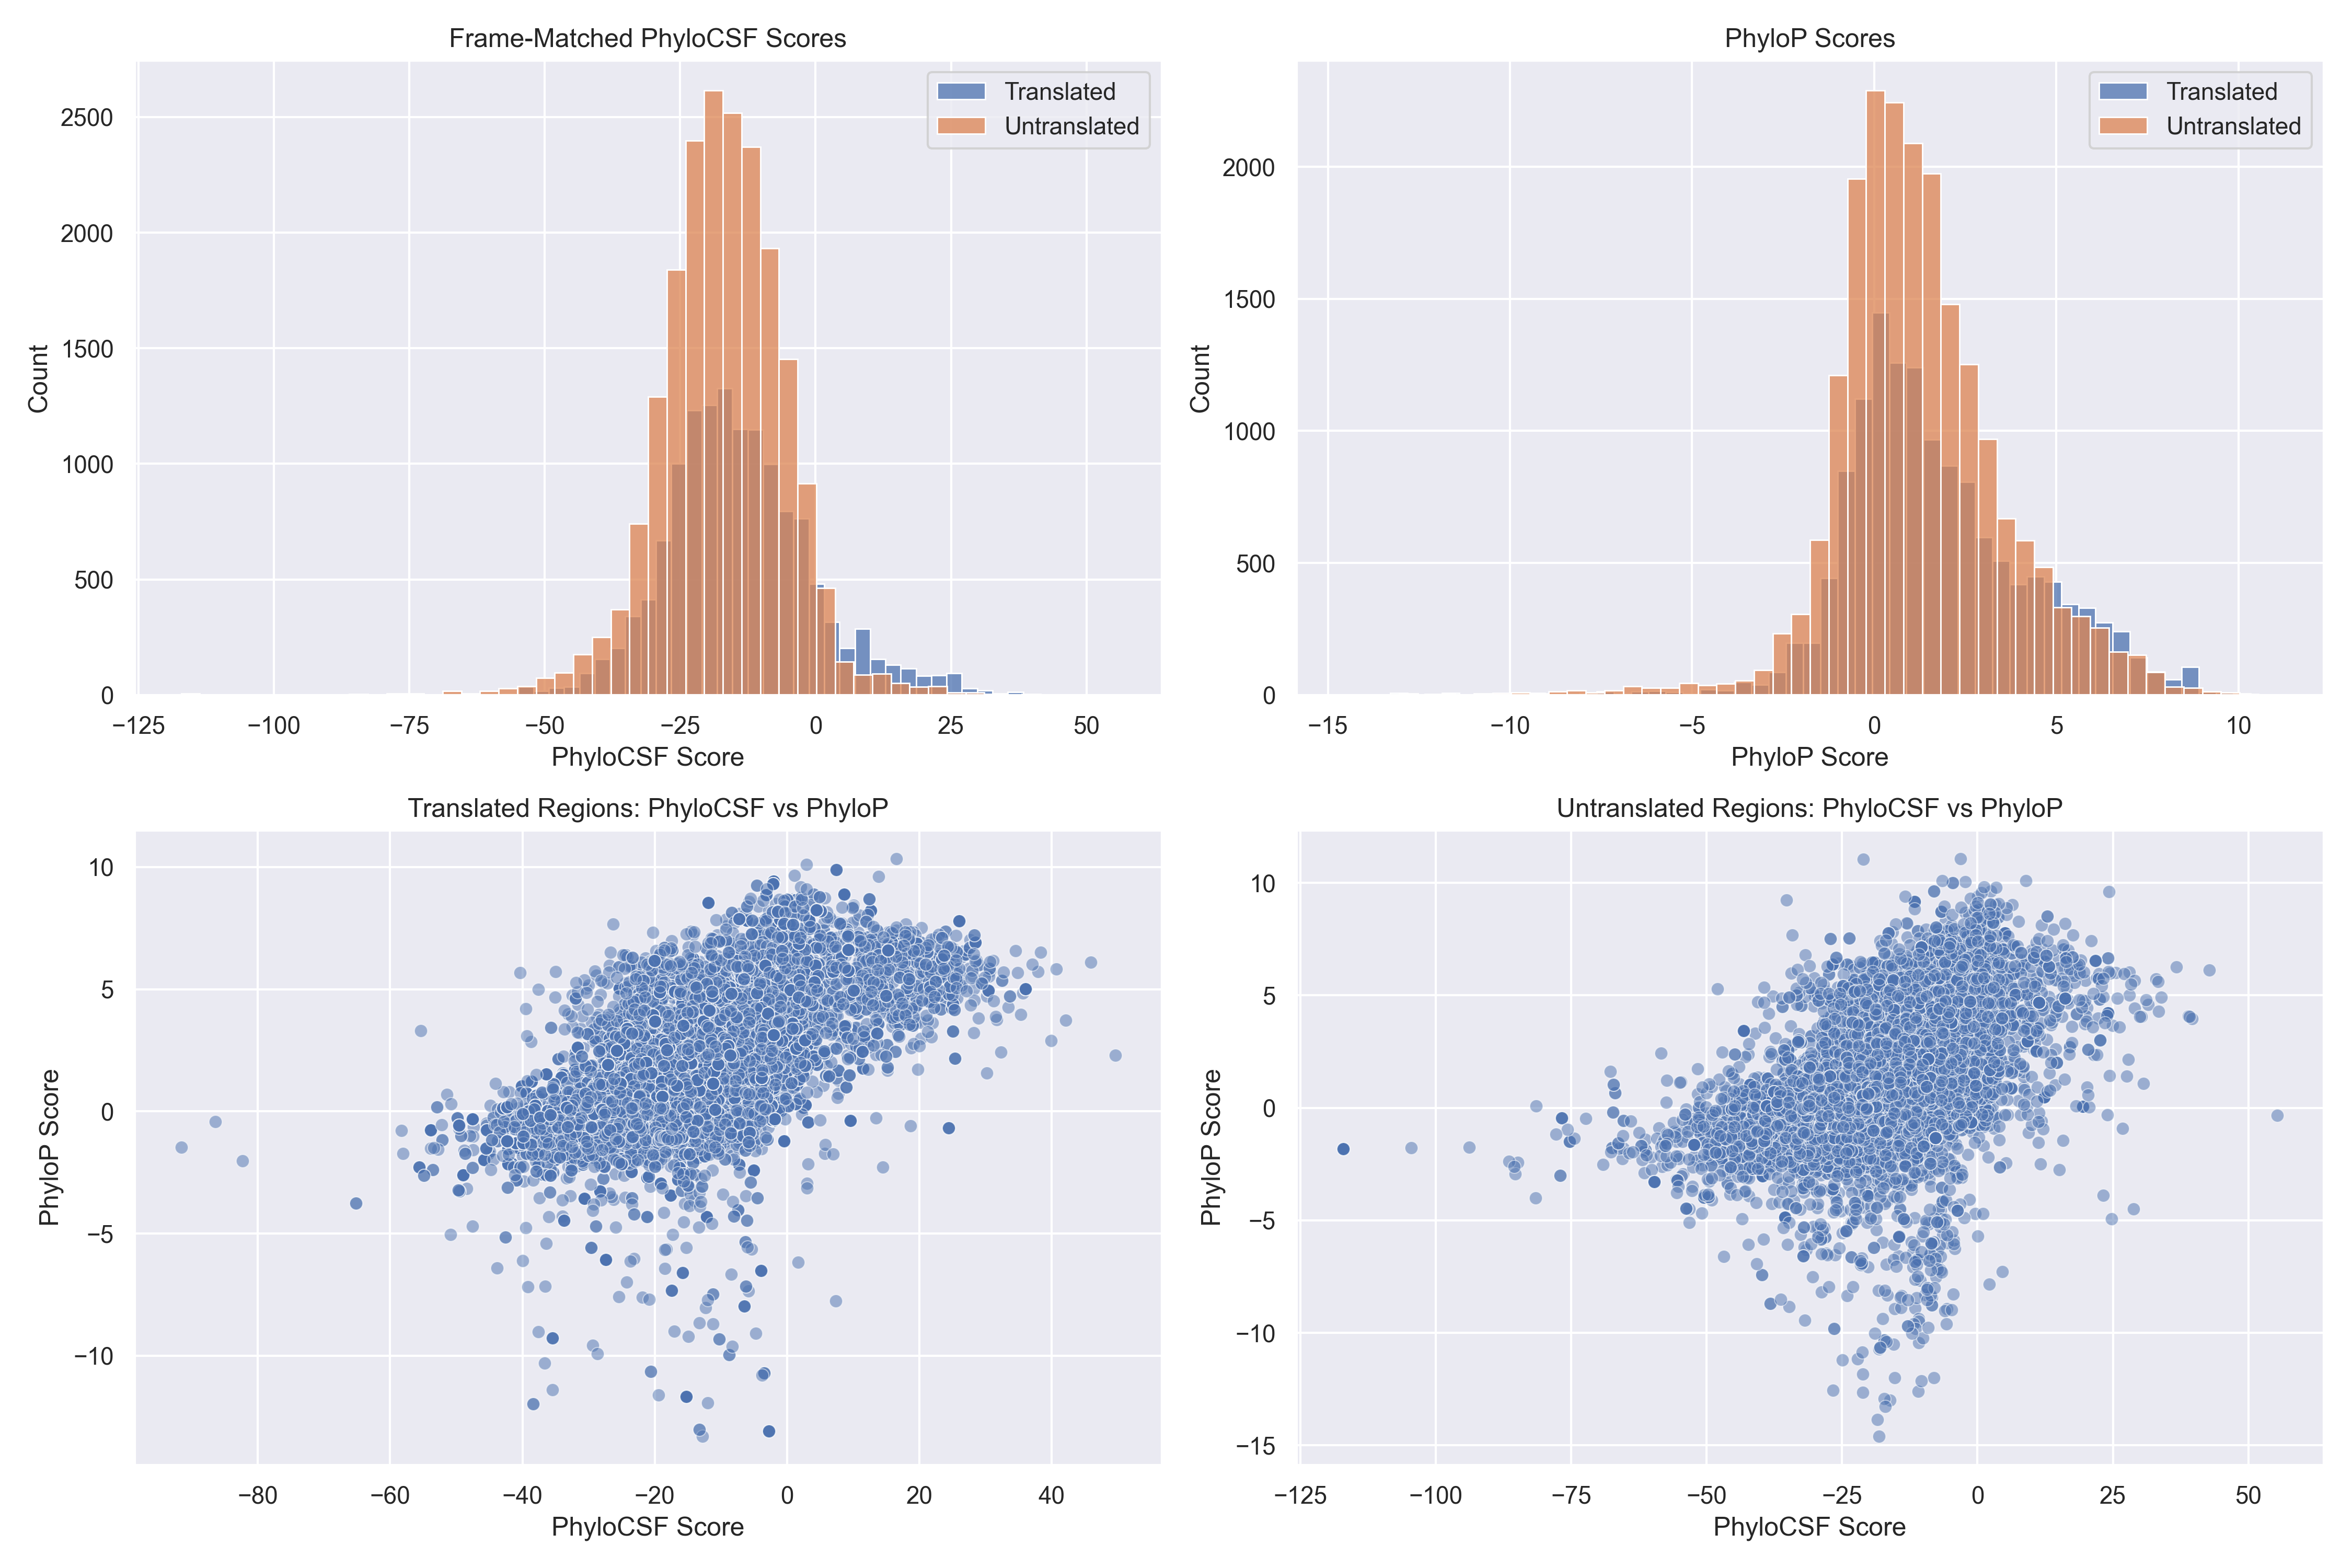 Frame-Matched PhyloCSF Scores
Translated
Untranslated
Count
2500
2000
1500
1000
500
0
−125 −100 −75 −50 −25 0 25 50
PhyloCSF Score
PhyloP Scores
Translated
Untranslated
Count
2000
1500
1000
500
0
−15 −10 −5 0 5 10
PhyloP Score
Translated Regions: PhyloCSF vs PhyloP
PhyloP Score
10
5
0
−5
−10
−80 −60 −40 −20 0 20 40
PhyloCSF Score
Untranslated Regions: PhyloCSF vs PhyloP
PhyloP Score
10
5
0
−5
−10
−15
−125 −100 −75 −50 −25 0 25 50
PhyloCSF Score